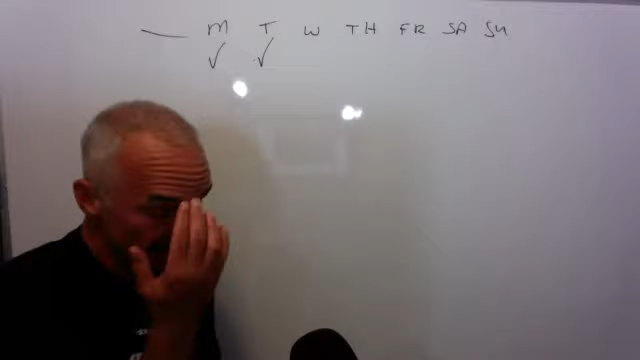 — M T W TH FR SA SU
✓ ✓